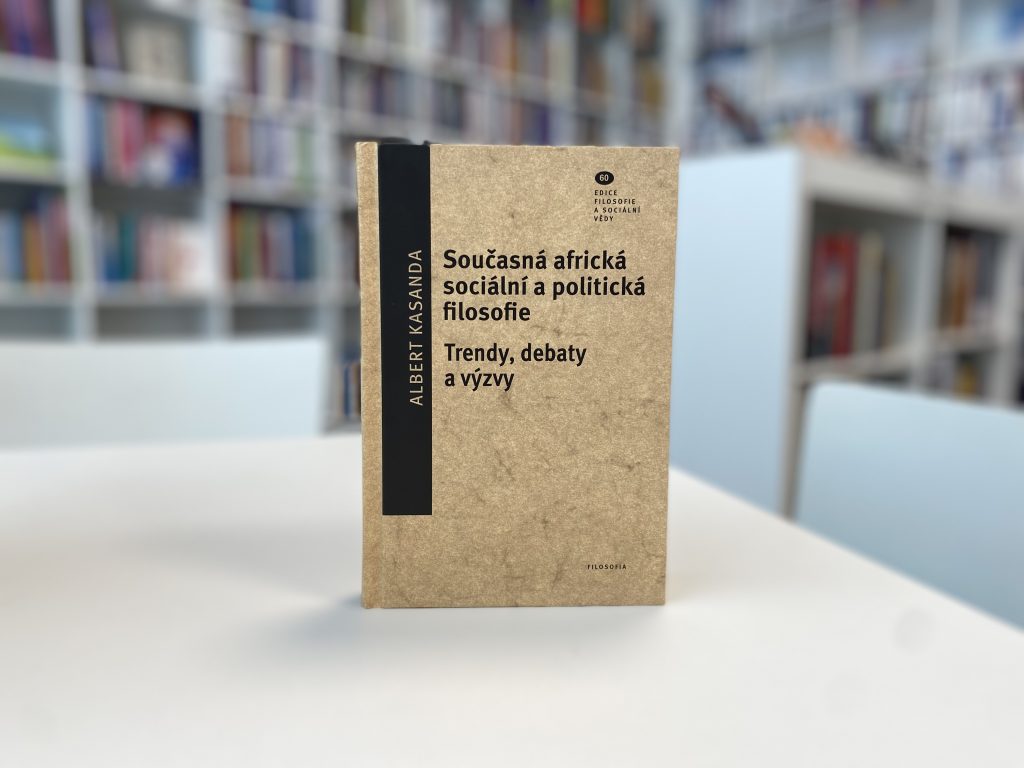 60
EDICE
FILOSOFIE
A SOCIÁLNÍ
VĚDY
ALBERT KASANDA
Současná africká
sociální a politická
filosofie
Trendy, debaty
a výzvy
FILOSOFIA